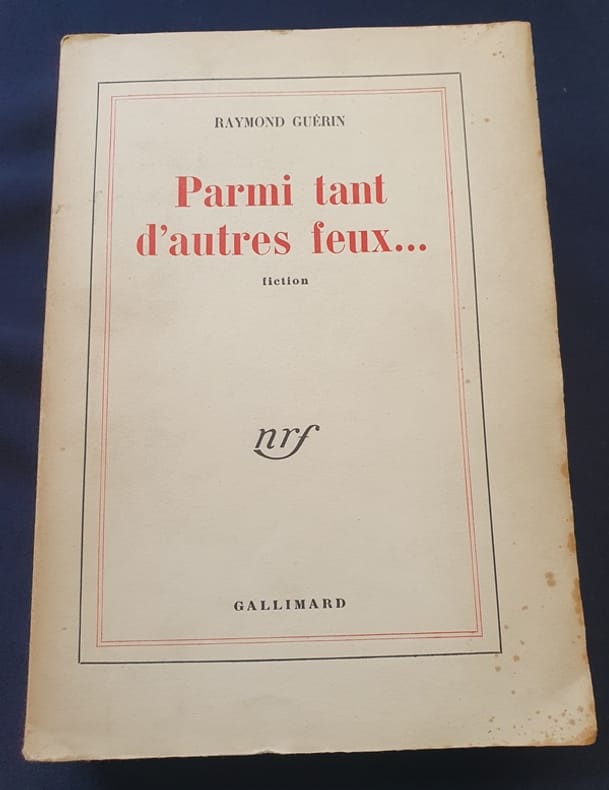 RAYMOND GUÉRIN
Parmi tant
d'autres feux...
fiction
nrf
GALLIMARD